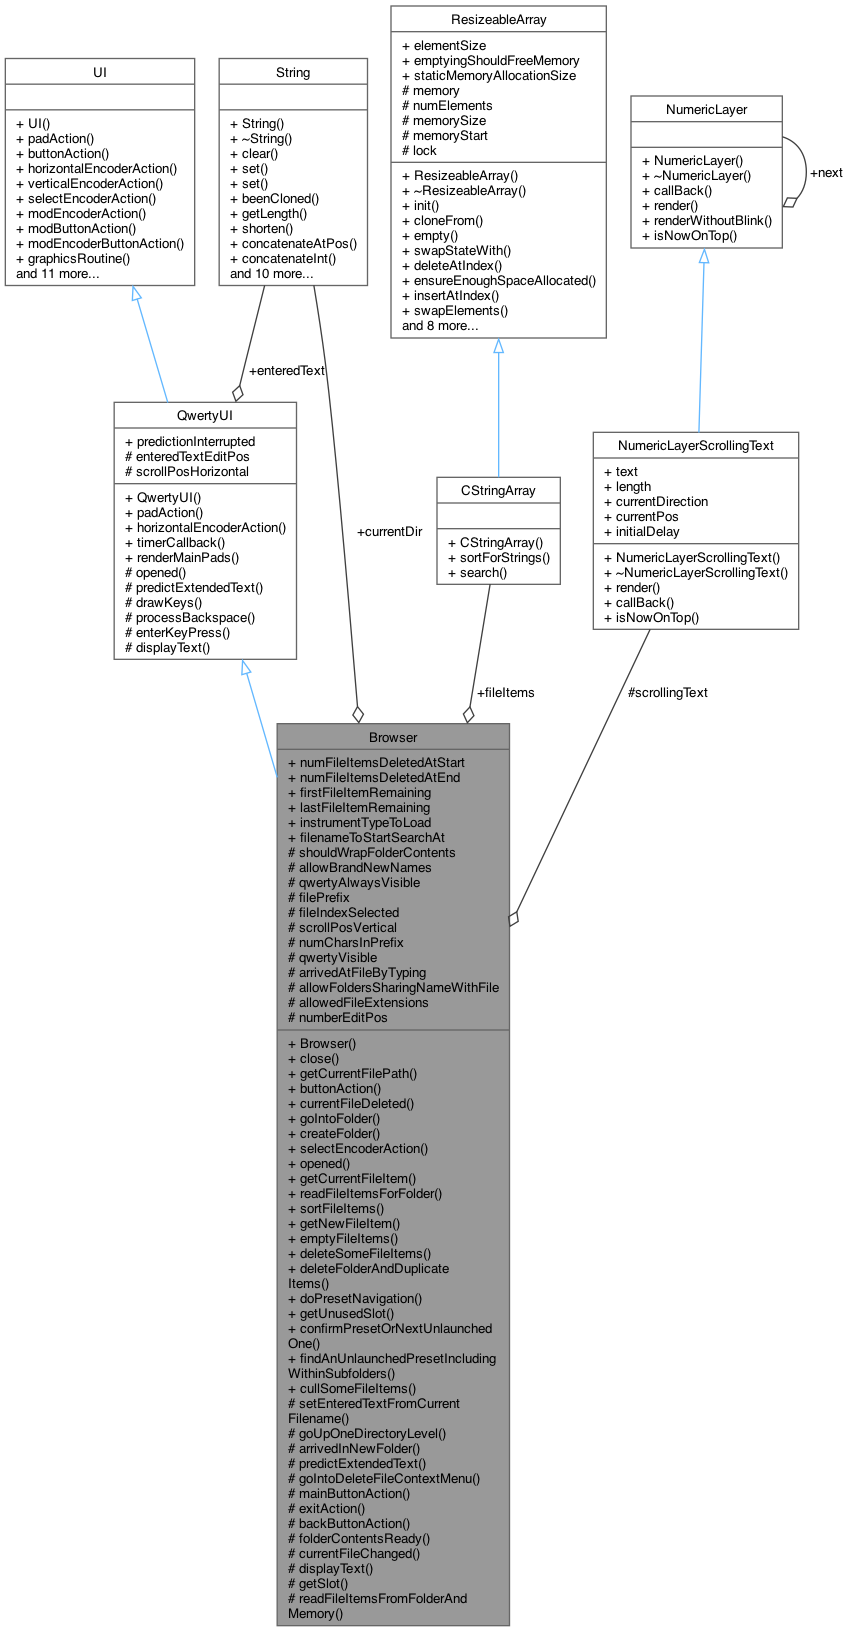 UI
+ UI()
+ padAction()
+ buttonAction()
+ horizontalEncoderAction()
+ verticalEncoderAction()
+ selectEncoderAction()
+ modEncoderAction()
+ modButtonAction()
+ modEncoderButtonAction()
+ graphicsRoutine()
and 11 more...
String
+ String()
+ ~String()
+ clear()
+ set()
+ set()
+ beenCloned()
+ getLength()
+ shorten()
+ concatenateAtPos()
+ concatenateInt()
and 10 more...
ResizeableArray
+ elementSize
+ emptyingShouldFreeMemory
+ staticMemoryAllocationSize
# memory
# numElements
# memorySize
# memoryStart
# lock
+ ResizeableArray()
+ ~ResizeableArray()
+ init()
+ cloneFrom()
+ empty()
+ swapStateWith()
+ deleteAtIndex()
+ ensureEnoughSpaceAllocated()
+ insertAtIndex()
+ swapElements()
and 8 more...
NumericLayer
+ NumericLayer()
+ ~NumericLayer()
+ callBack()
+ render()
+ renderWithoutBlink()
+ isNowOnTop()
+next
+enteredText
QwertyUI
+ predictionInterrupted
# enteredTextEditPos
# scrollPosHorizontal
+ QwertyUI()
+ padAction()
+ horizontalEncoderAction()
+ timerCallback()
+ renderMainPads()
# opened()
# predictExtendedText()
# drawKeys()
# processBackspace()
# enterKeyPress()
# displayText()
+currentDir
CStringArray
+ CStringArray()
+ sortForStrings()
+ search()
NumericLayerScrollingText
+ text
+ length
+ currentDirection
+ currentPos
+ initialDelay
+ NumericLayerScrollingText()
+ ~NumericLayerScrollingText()
+ render()
+ callBack()
+ isNowOnTop()
+fileItems
#scrollingText
Browser
+ numFileItemsDeletedAtStart
+ numFileItemsDeletedAtEnd
+ firstFileItemRemaining
+ lastFileItemRemaining
+ instrumentTypeToLoad
+ filenameToStartSearchAt
# shouldWrapFolderContents
# allowBrandNewNames
# qwertyAlwaysVisible
# filePrefix
# fileIndexSelected
# scrollPosVertical
# numCharsInPrefix
# qwertyVisible
# arrivedAtFileByTyping
# allowFoldersSharingNameWithFile
# allowedFileExtensions
# numberEditPos
+ Browser()
+ close()
+ getCurrentFilePath()
+ buttonAction()
+ currentFileDeleted()
+ goIntoFolder()
+ createFolder()
+ selectEncoderAction()
+ opened()
+ getCurrentFileItem()
+ readFileItemsForFolder()
+ sortFileItems()
+ getNewFileItem()
+ emptyFileItems()
+ deleteSomeFileItems()
+ deleteFolderAndDuplicate
Items()
+ doPresetNavigation()
+ getUnusedSlot()
+ confirmPresetOrNextUnlaunched
One()
+ findAnUnlaunchedPresetIncluding
WithinSubfolders()
+ cullSomeFileItems()
# setEnteredTextFromCurrent
Filename()
# goUpOneDirectoryLevel()
# arrivedInNewFolder()
# predictExtendedText()
# goIntoDeleteFileContextMenu()
# mainButtonAction()
# exitAction()
# backButtonAction()
# folderContentsReady()
# currentFileChanged()
# displayText()
# getSlot()
# readFileItemsFromFolderAnd
Memory()